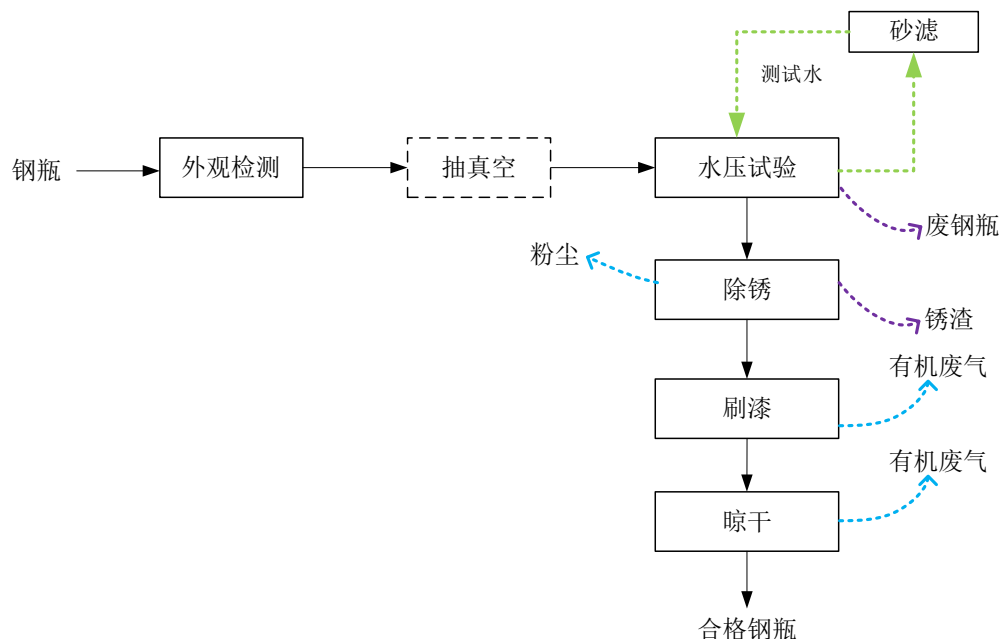 砂滤
测试水
钢瓶
外观检测
抽真空
水压试验
废钢瓶
粉尘
除锈
锈渣
有机废气
刷漆
有机废气
晾干
合格钢瓶